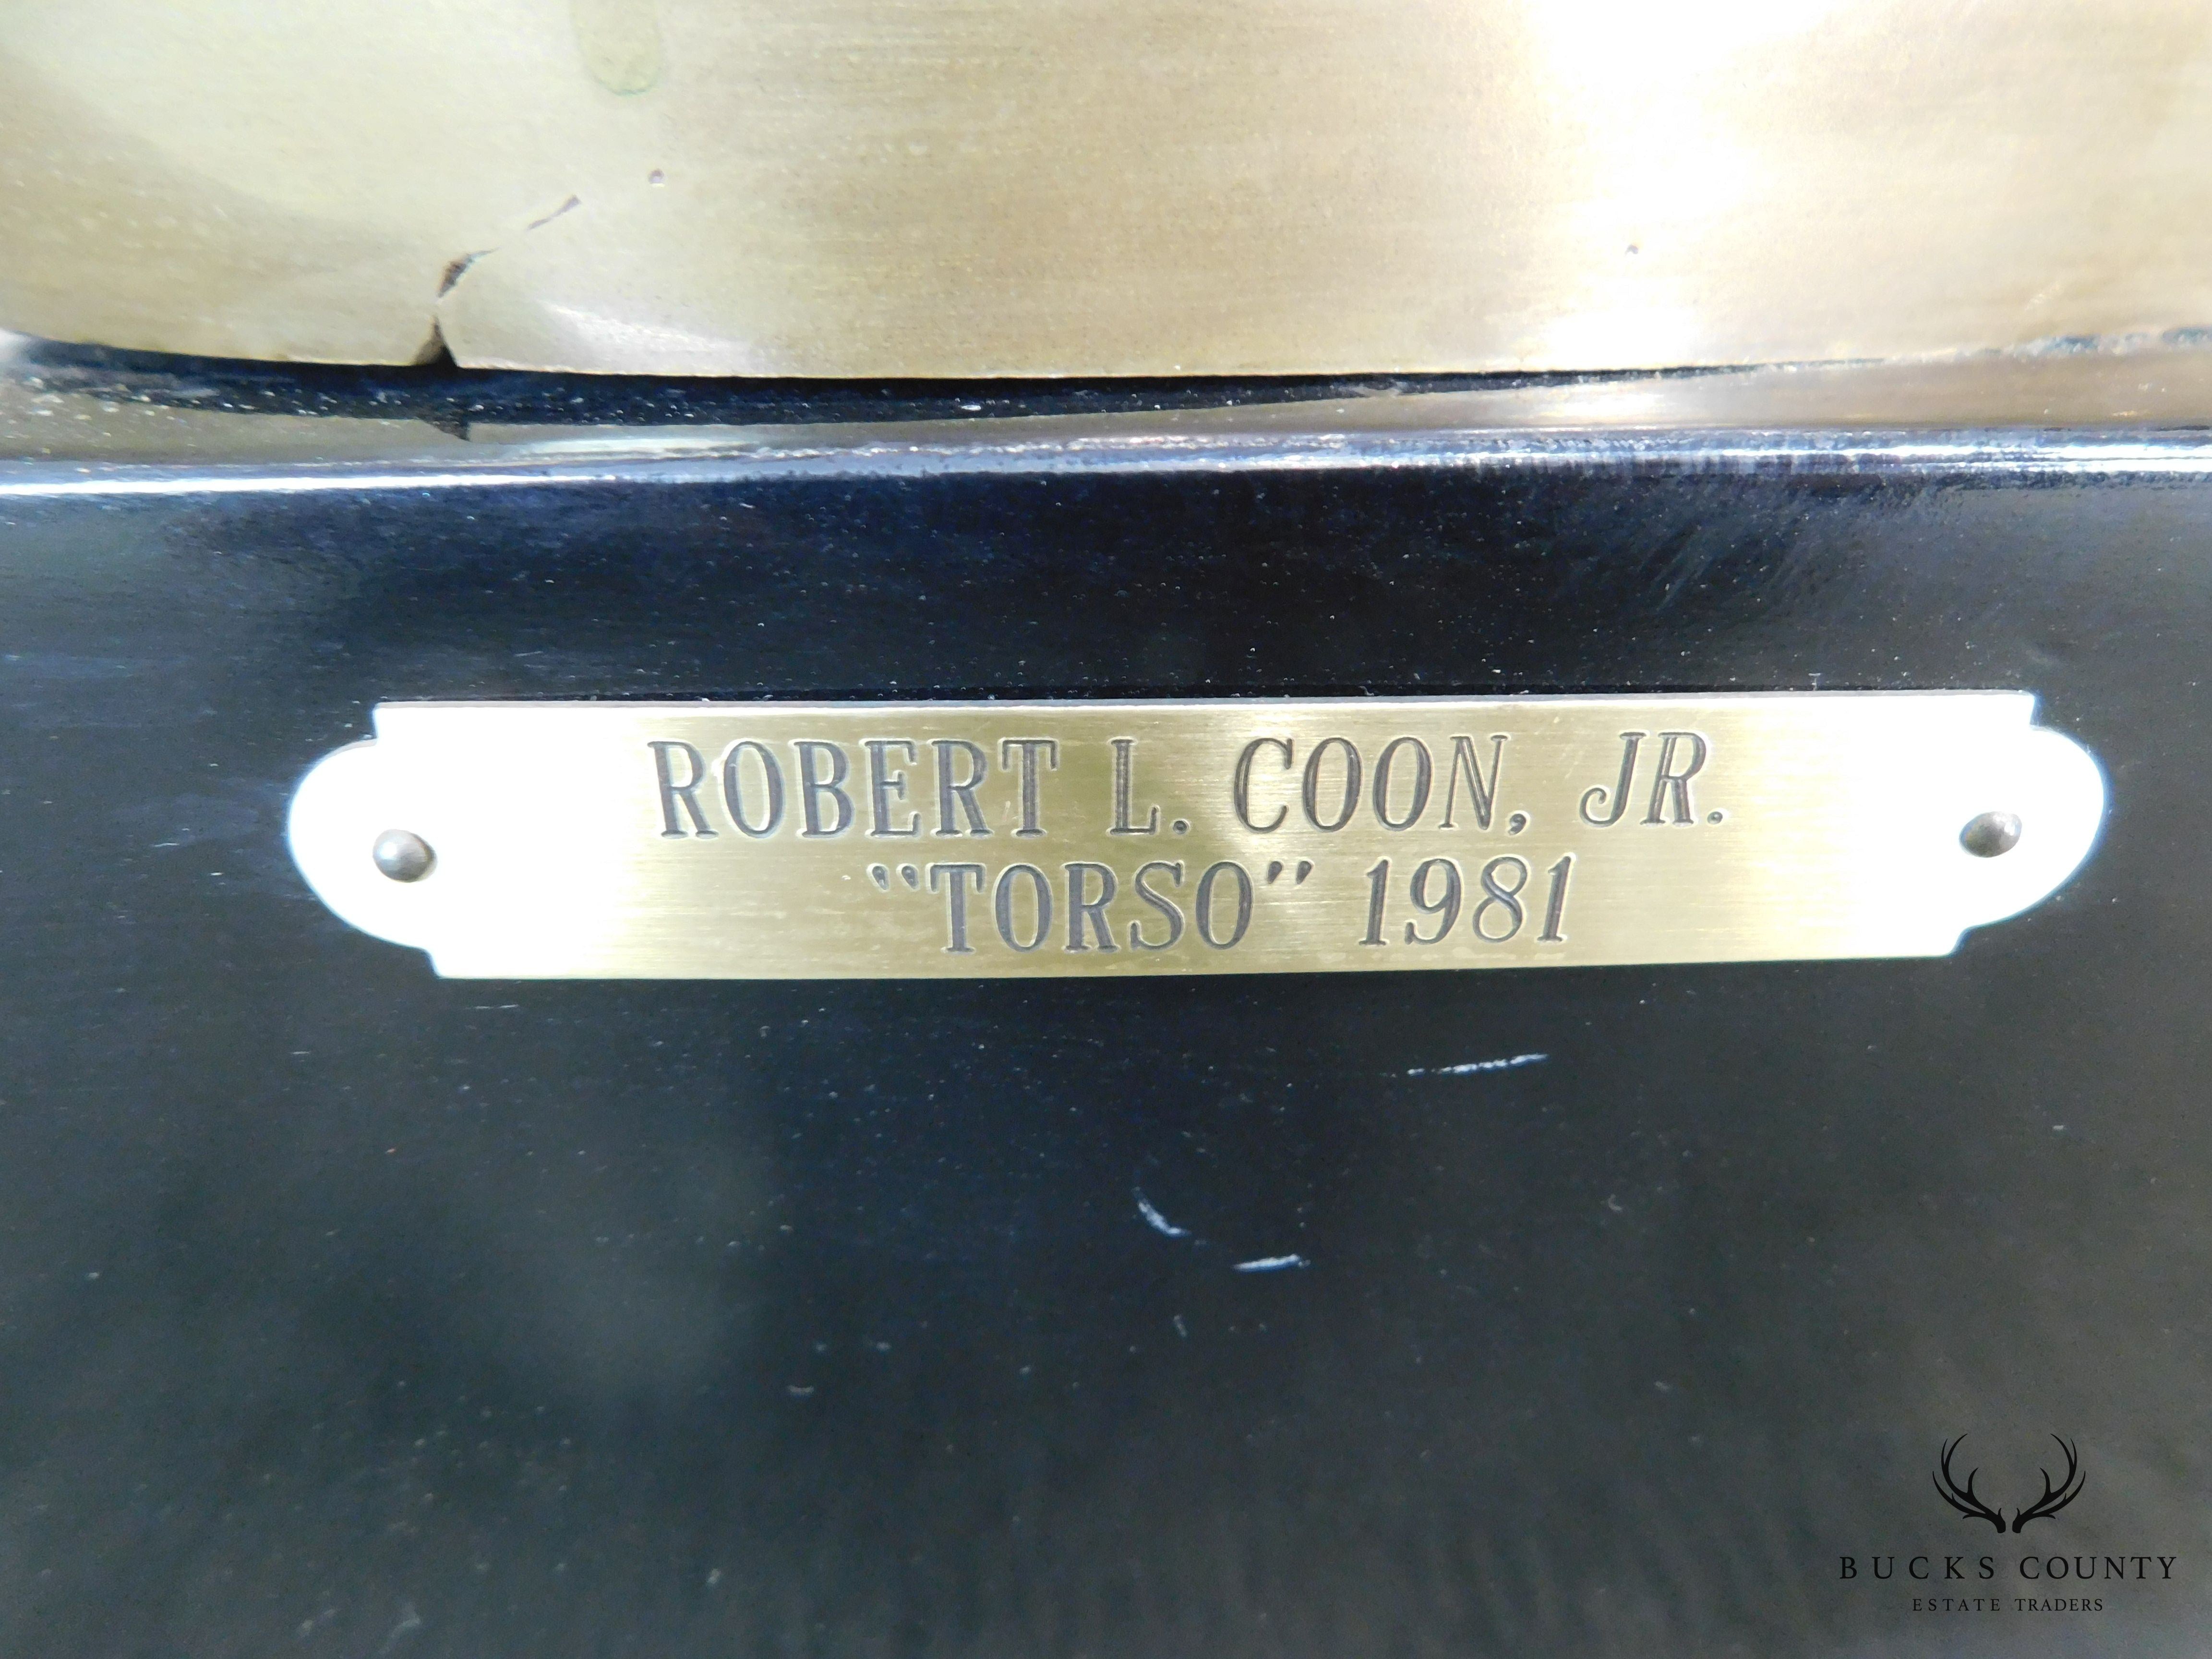 ROBERT L. COON, JR.
"TORSO" 1981
BUCKS COUNTY
ESTATE TRADERS